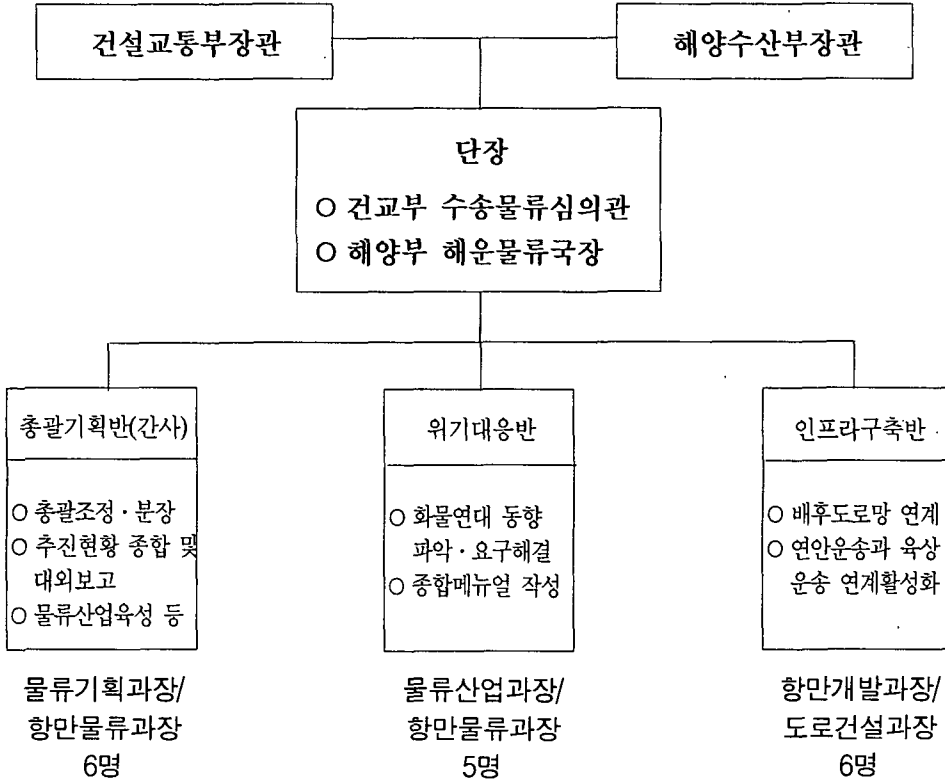 건설교통부장관
해양수산부장관
단장
○ 건교부 수송물류심의관
○ 해양부 해운물류국장
총괄기획반(간사)
○ 총괄조정·분장
○ 추진현황 종합 및
대외보고
○ 물류산업육성 등
물류기획과장/
항만물류과장
6명
위기대응반
○ 화물연대 동향
파악·요구해결
○ 종합메뉴얼 작성
물류산업과장/
항만물류과장
5명
인프라구축반
○ 배후도로망 연계
○ 연안운송과 육상
운송 연계활성화
항만개발과장/
도로건설과장
6명